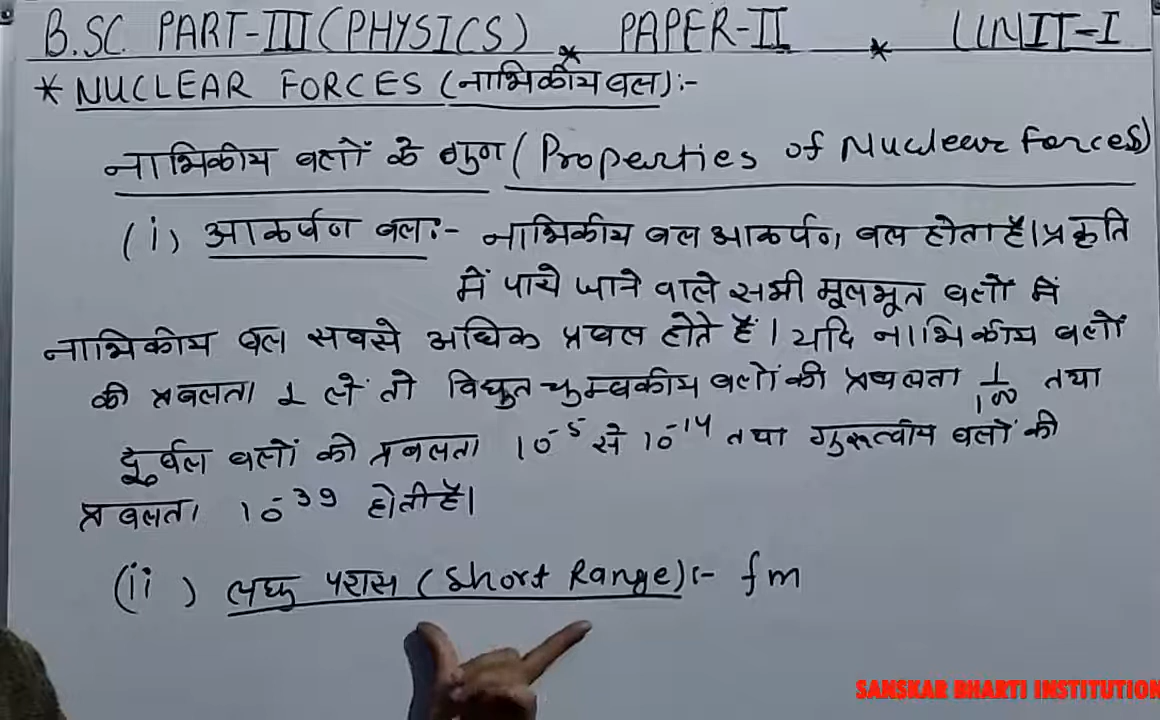 B.SC. PART-III (PHYSICS) * PAPER-II * UNIT-I
* NUCLEAR FORCES (नाभिकीय बल) :-
नाभिकीय बलों के गुण (Properties of Nuclear Forces)
(i) आकर्षण बल :- नाभिकीय बल आकर्षण बल होता है। प्रकृति
में पाये जाने वाले सभी मूलभूत बलों में
नाभिकीय बल सबसे अधिक प्रबल होते हैं। यदि नाभिकीय बलों
की प्रबलता 1 लें तो विद्युत चुम्बकीय बलों की प्रबलता 1/100 तथा
दुर्बल बलों की प्रबलता 10⁻⁵ से 10⁻¹⁴ तथा गुरूत्वीय बलों की
प्रबलता 10⁻³⁹ होती है।
(ii) लघु परास (Short Range) :- fm
SANSKAR BHARTI INSTITUTION